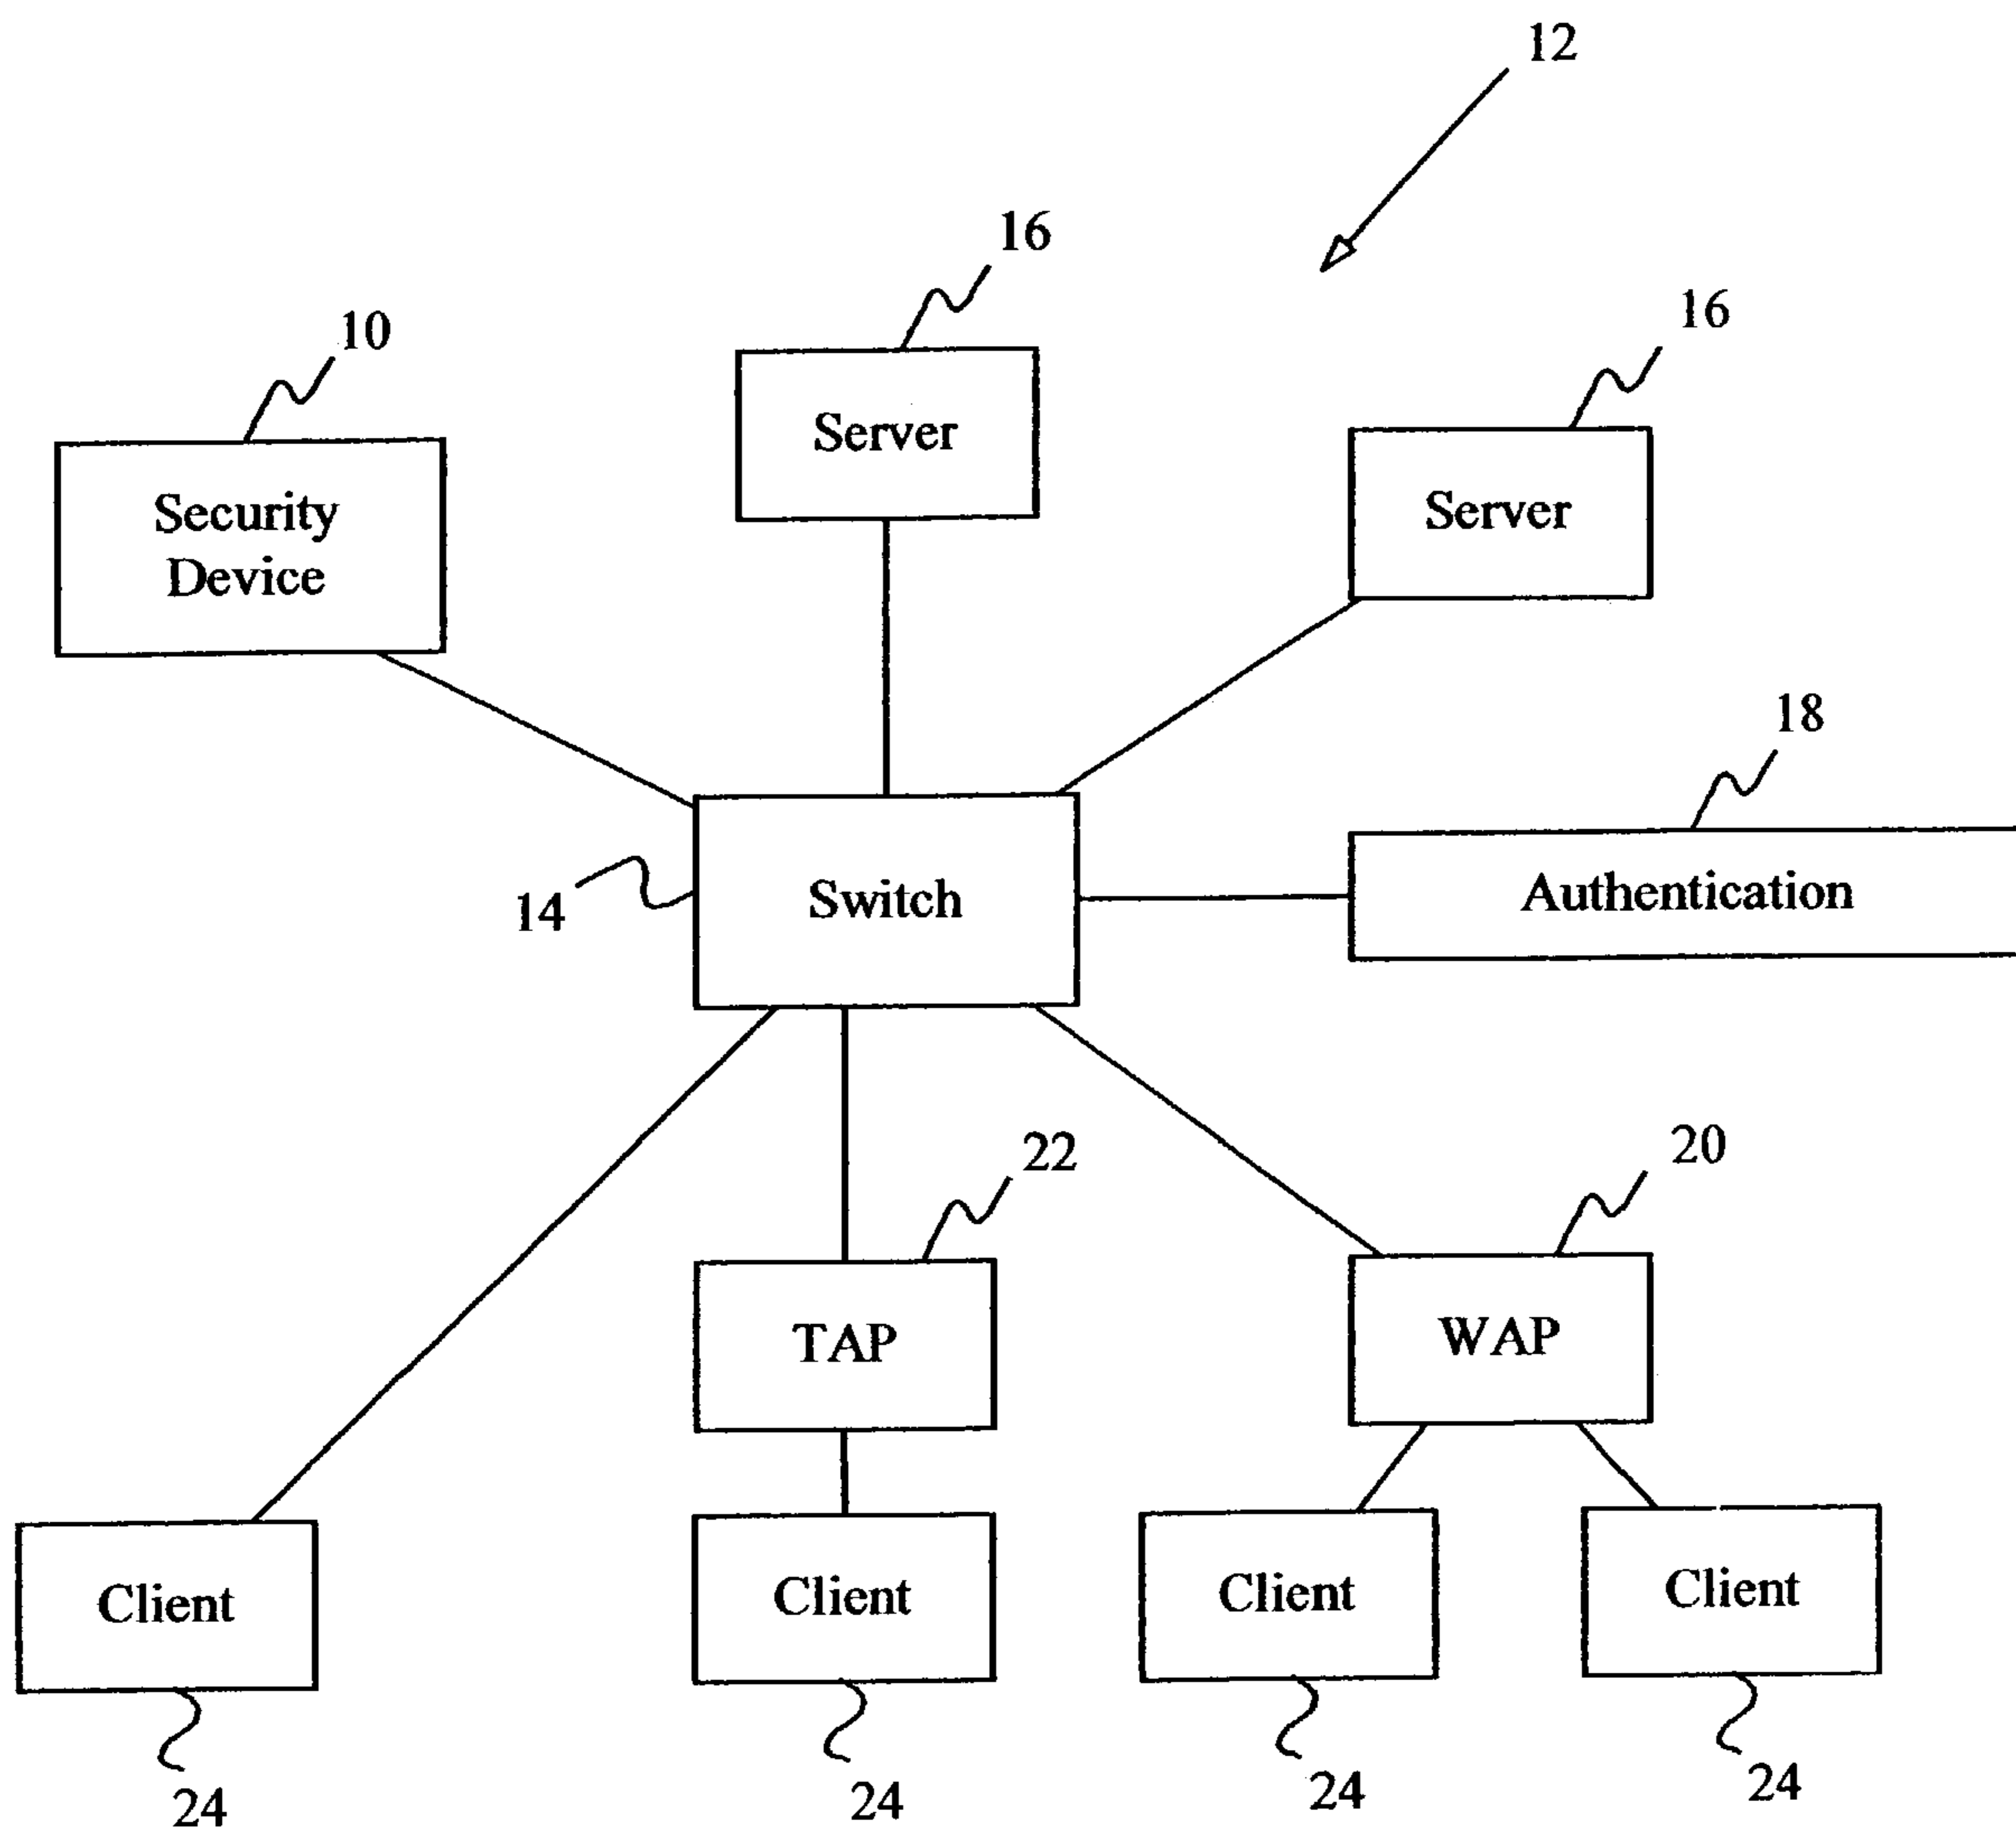 12
16
16
10
Server
Server
Security
Device
18
Authentication
Switch
14
22
20
TAP
WAP
Client
Client
Client
Client
24
24
24
24